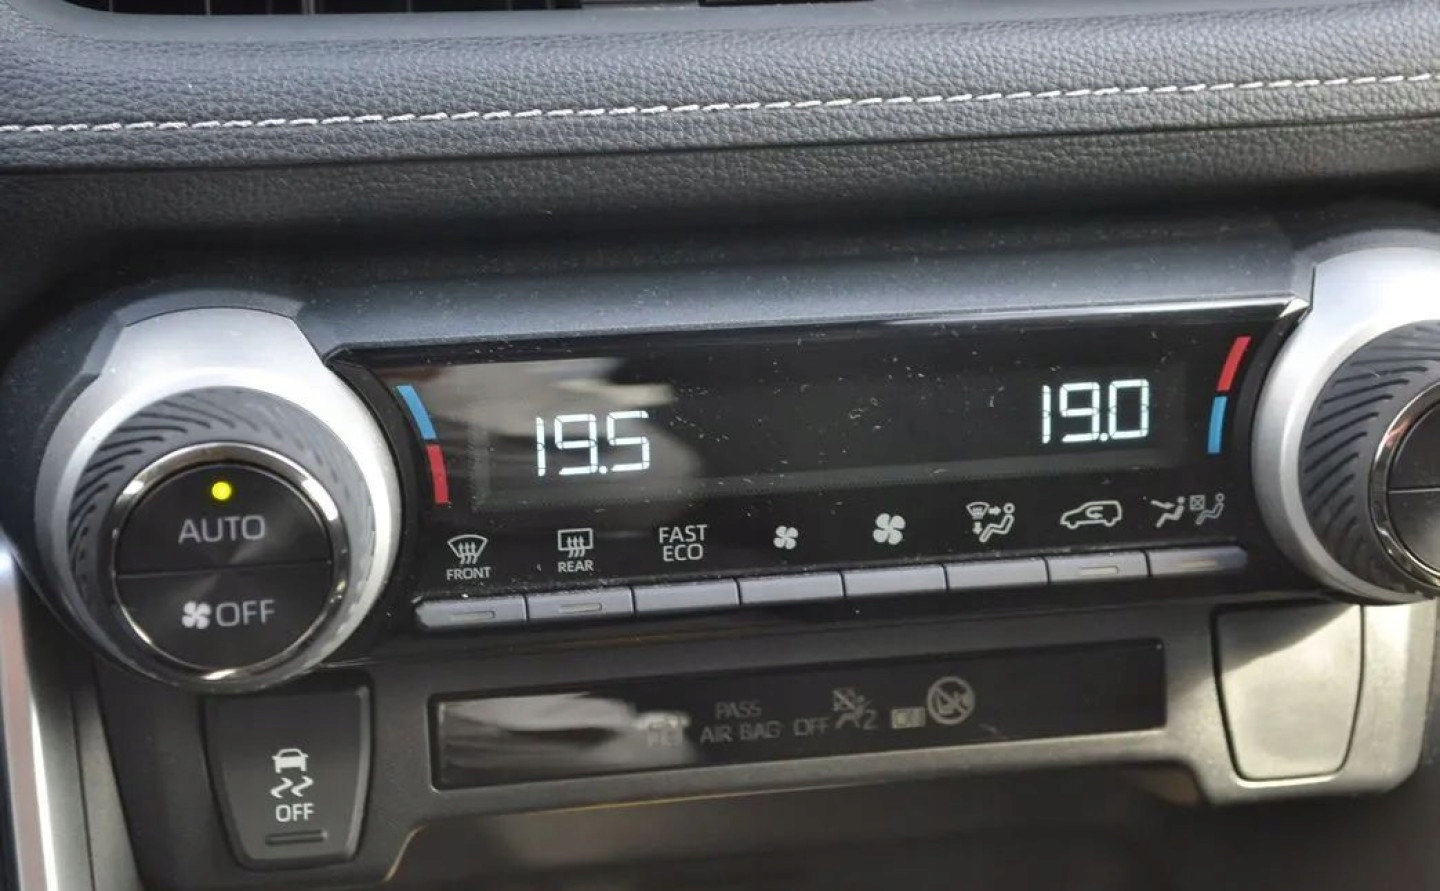 19.5
19.0
AUTO
OFF
FRONT
REAR
FAST
ECO
PASS
AIR BAG OFF
OFF